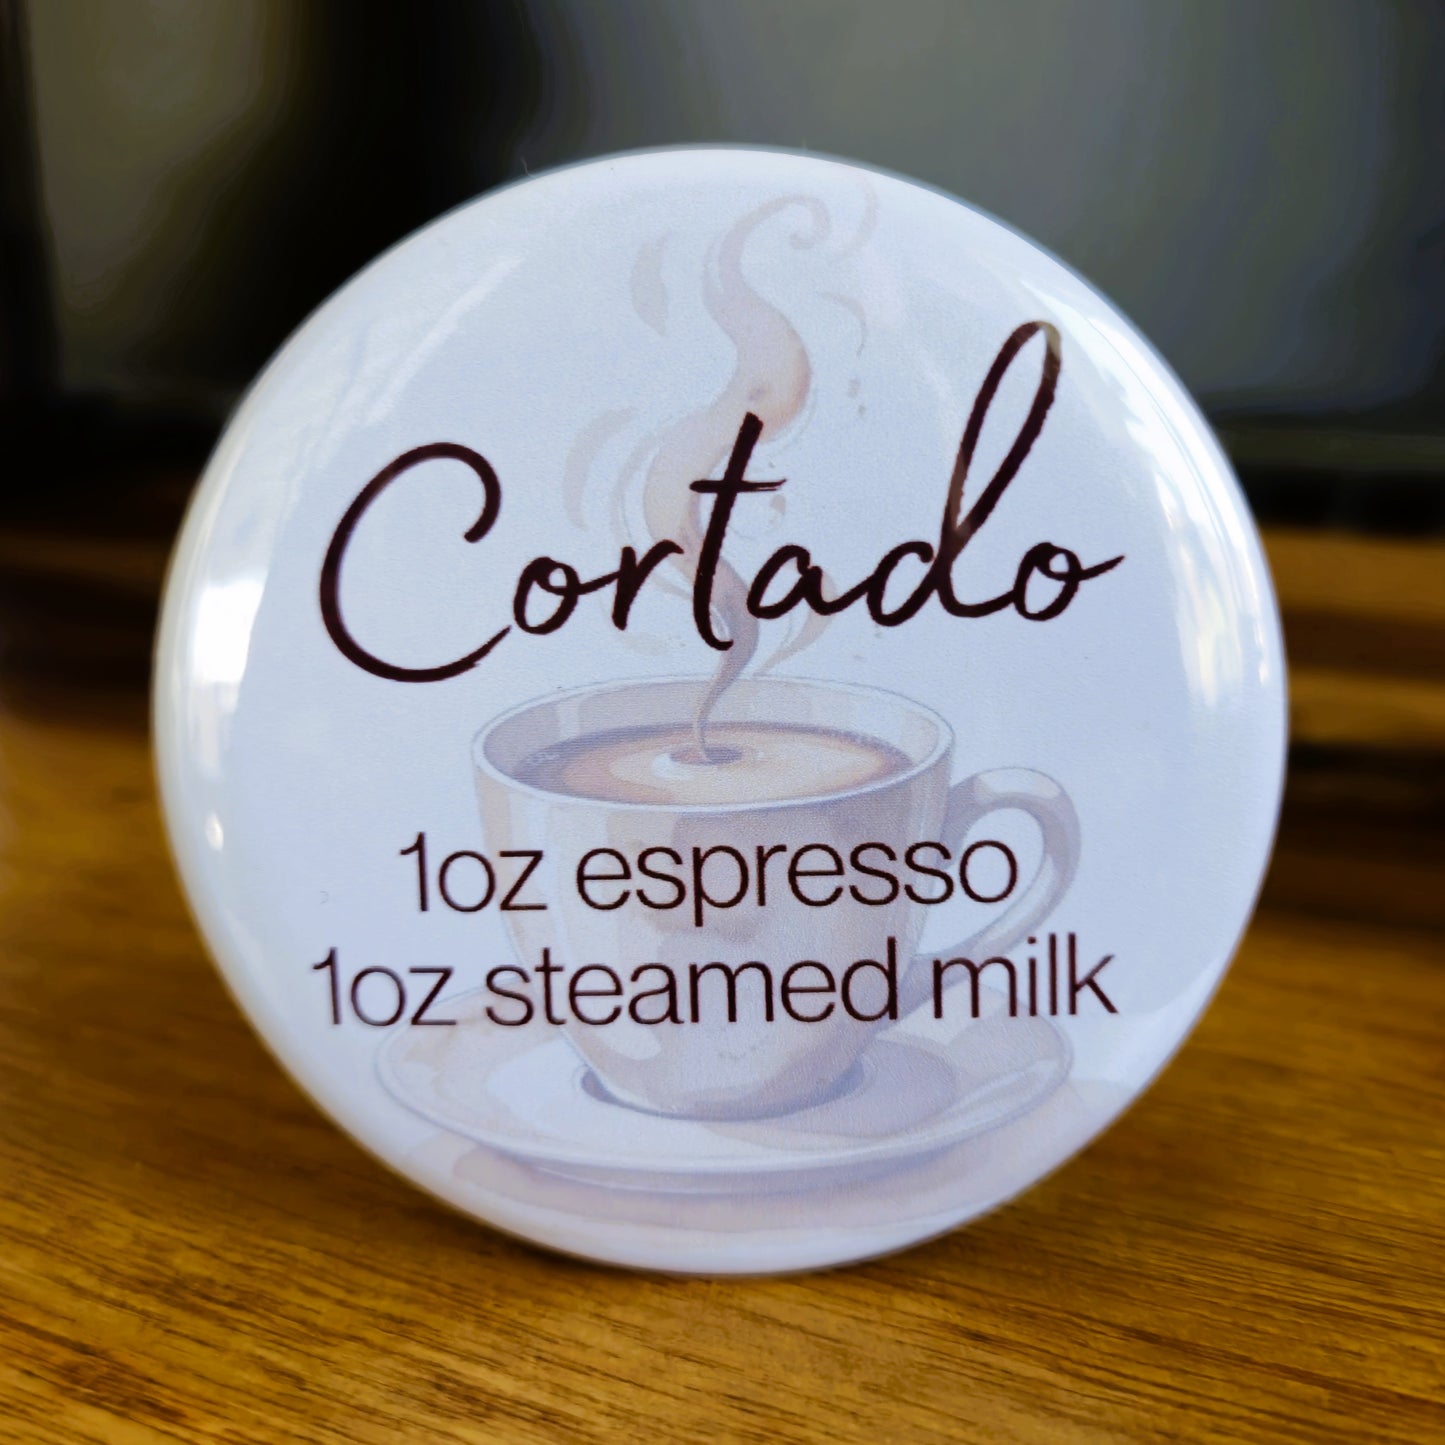 Cortado
1oz espresso
1oz steamed milk